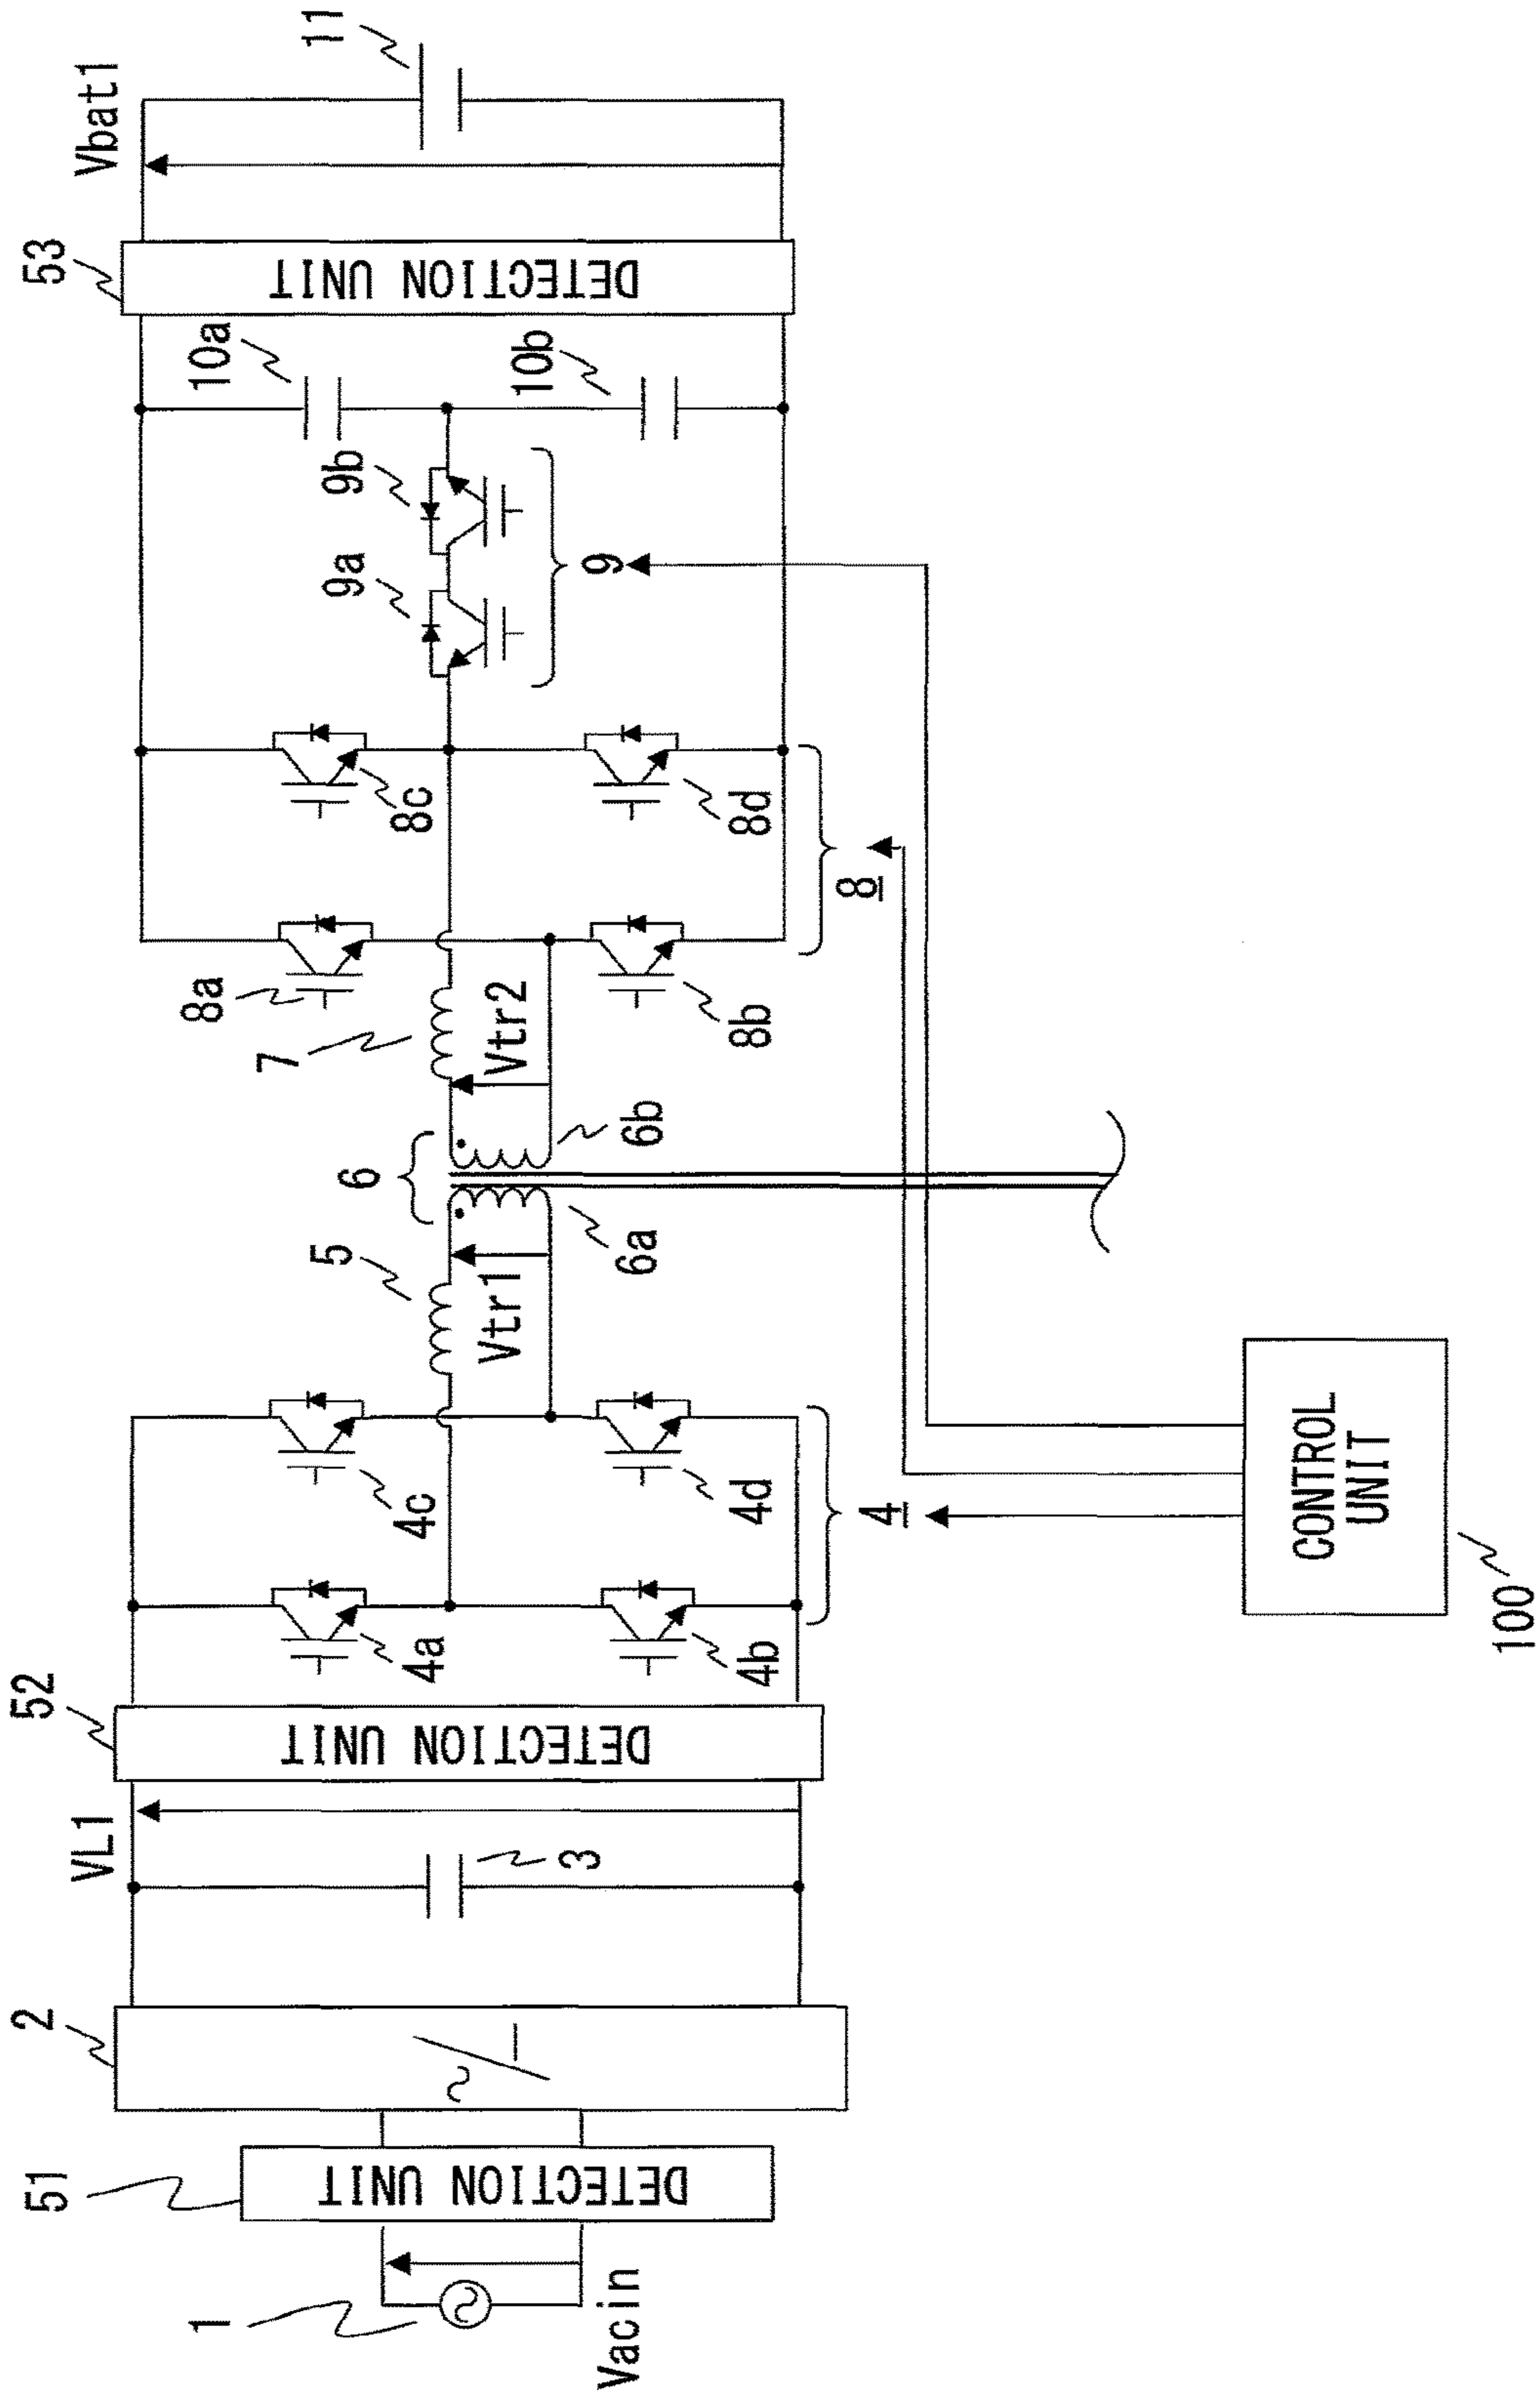 1
Vacin
51
DETECTION UNIT
2
VL1
3
52
DETECTION UNIT
4a
4b
4c
4d
4
5
Vtr1
6
6a
6b
Vtr2
7
8a
8b
8c
8d
8
9a
9b
9
10a
10b
53
DETECTION UNIT
Vbat1
11
CONTROL
UNIT
100